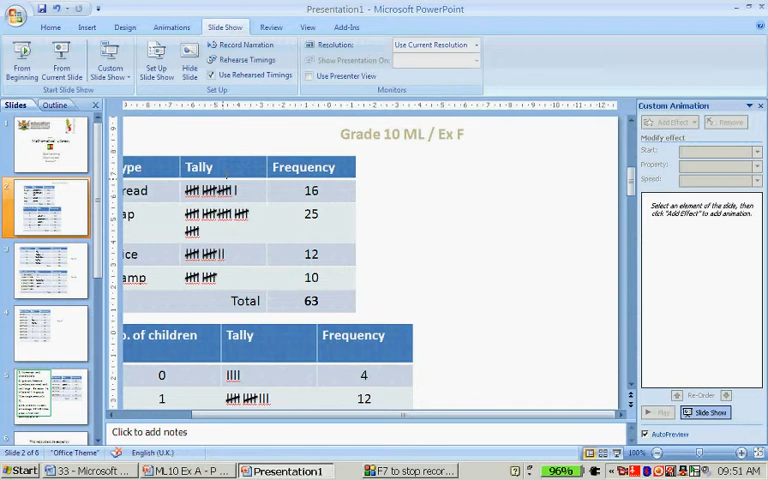 Presentation1 - Microsoft PowerPoint
Home Insert Design Animations Slide Show Review View Add-Ins
From Beginning
From Current Slide
Custom Slide Show
Set Up Slide Show
Hide Slide
Record Narration
Rehearse Timings
Use Rehearsed Timings
Resolution: Use Current Resolution
Show Presentation On:
Use Presenter View
Start Slide Show Set Up Monitors
Slides Outline
Custom Animation
Add Effect Remove
Modify effect
Start:
Property:
Speed:
Select an element of the slide, then click "Add Effect" to add animation.
Grade 10 ML / Ex F
ype Tally Frequency
read 16
ap 25
ice 12
amp 10
Total 63
o. of children Tally Frequency
0 4
1 12
Re-Order
Play Slide Show
AutoPreview
Click to add notes
Slide 2 of 6 "Office Theme" English (U.K.) 100%
Start 33 - Microsoft ... ML10 Ex A - P ... Presentation1 F7 to stop recor... 96% 09:51 AM